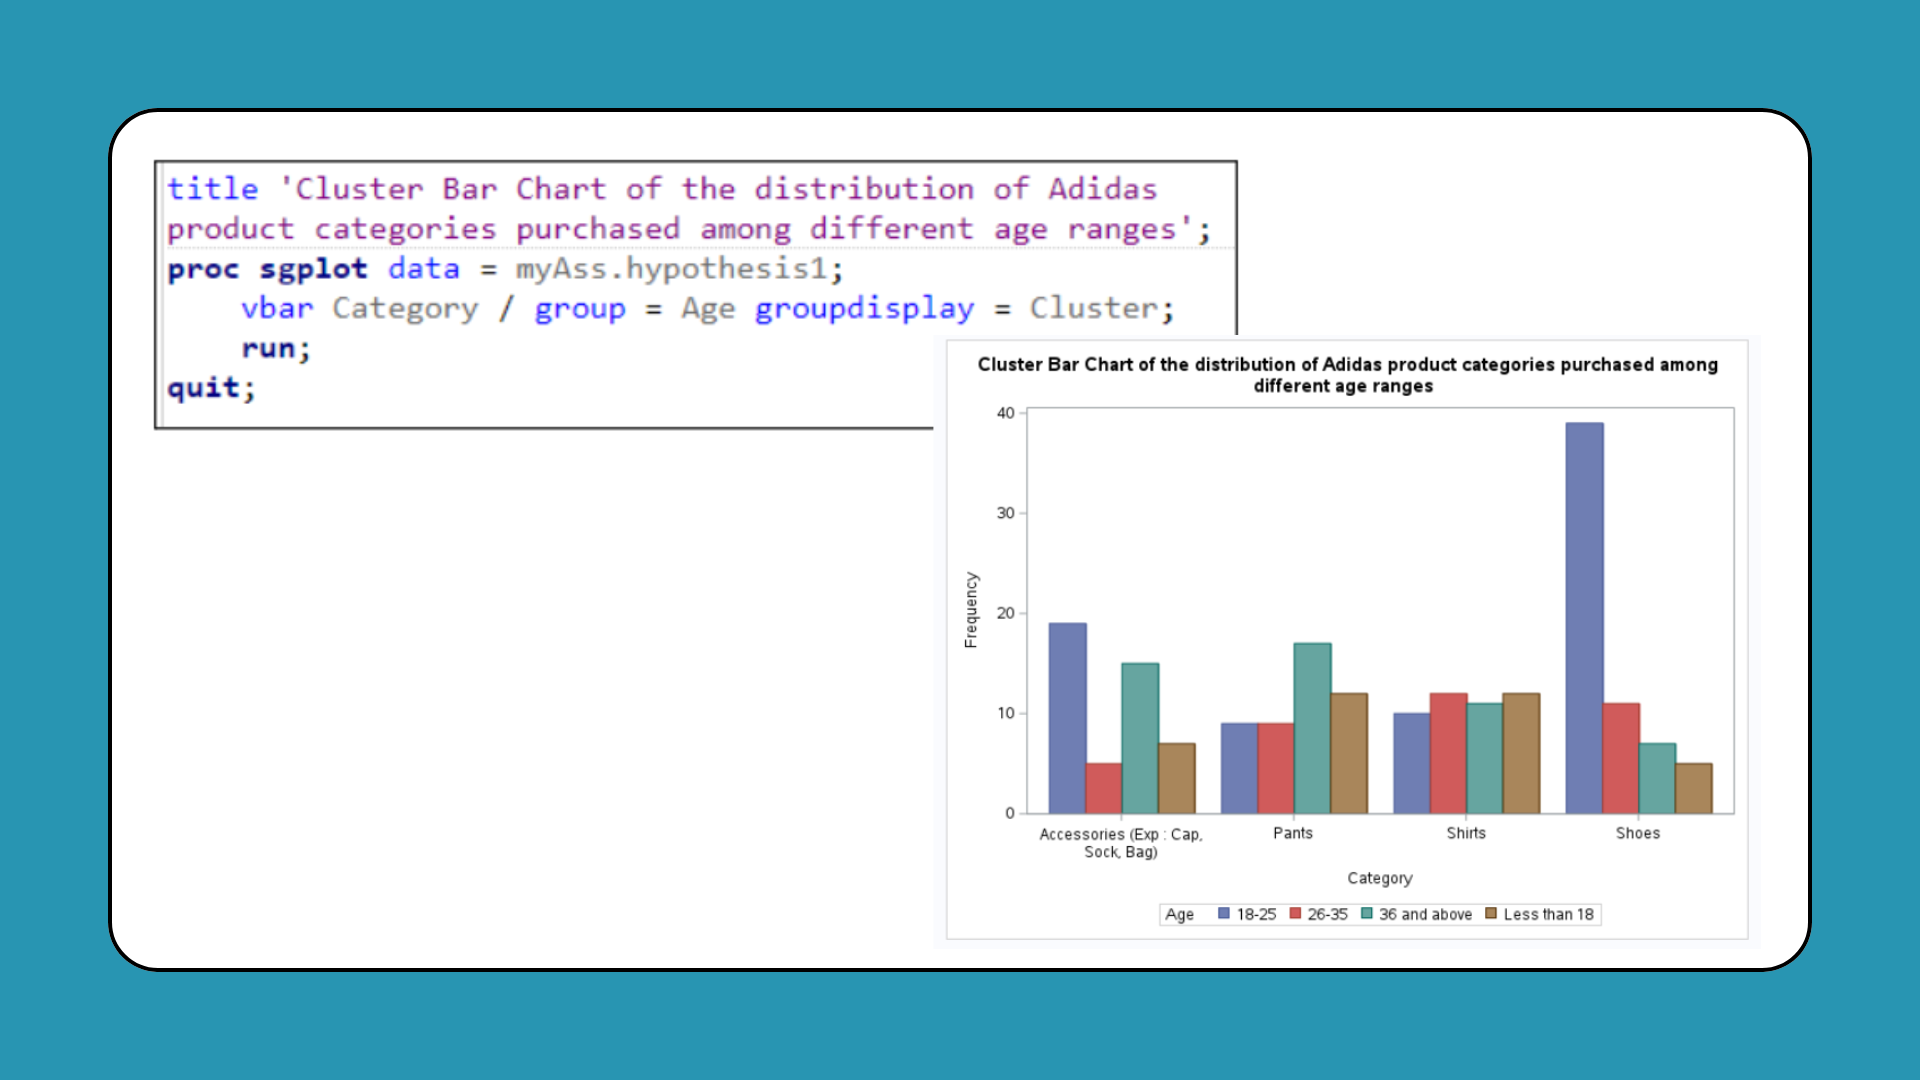 title 'Cluster Bar Chart of the distribution of Adidas
product categories purchased among different age ranges';
proc sgplot data = myAss.hypothesis1;
vbar Category / group = Age groupdisplay = Cluster;
run;
quit;
Cluster Bar Chart of the distribution of Adidas product categories purchased among
different age ranges
40
30
20
10
0
Frequency
Accessories (Exp : Cap,
Sock, Bag)
Pants
Shirts
Shoes
Category
Age 18-25 26-35 36 and above Less than 18